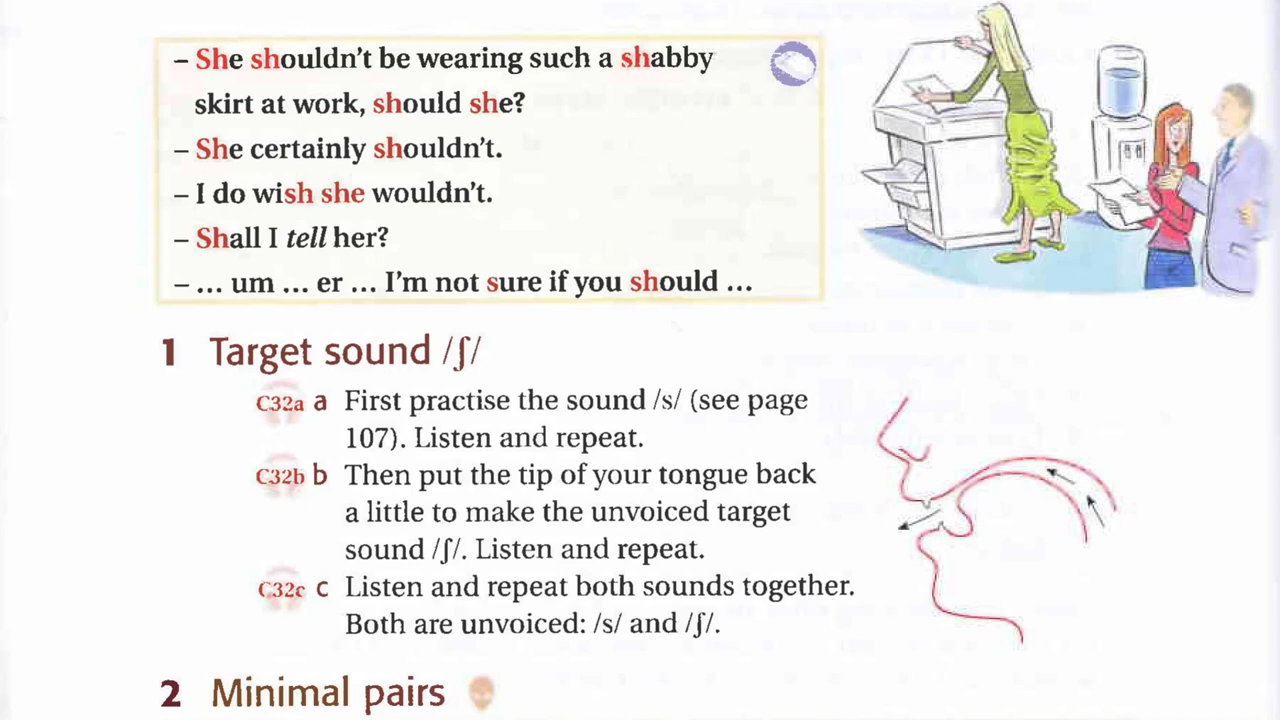 – She shouldn't be wearing such a shabby
skirt at work, should she?
– She certainly shouldn't.
– I do wish she wouldn't.
– Shall I tell her?
– ... um ... er ... I'm not sure if you should ...
1 Target sound /ʃ/
C32a a First practise the sound /s/ (see page
107). Listen and repeat.
C32b b Then put the tip of your tongue back
a little to make the unvoiced target
sound /ʃ/. Listen and repeat.
C32c c Listen and repeat both sounds together.
Both are unvoiced: /s/ and /ʃ/.
2 Minimal pairs